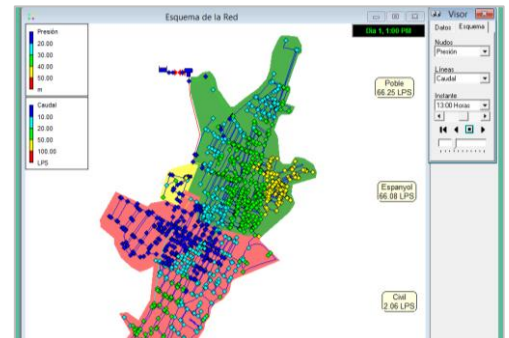 Esquema de la Red
Día 1, 1:00 PM
Presión
20.00
30.00
40.00
50.00
m
Caudal
10.00
20.00
50.00
100.00
LPS
Poble
66.25 LPS
Espanyol
66.08 LPS
Civil
2.06 LPS
Visor
Datos
Esquema
Nudos
Presión
Líneas
Caudal
Instante
13:00 Horas